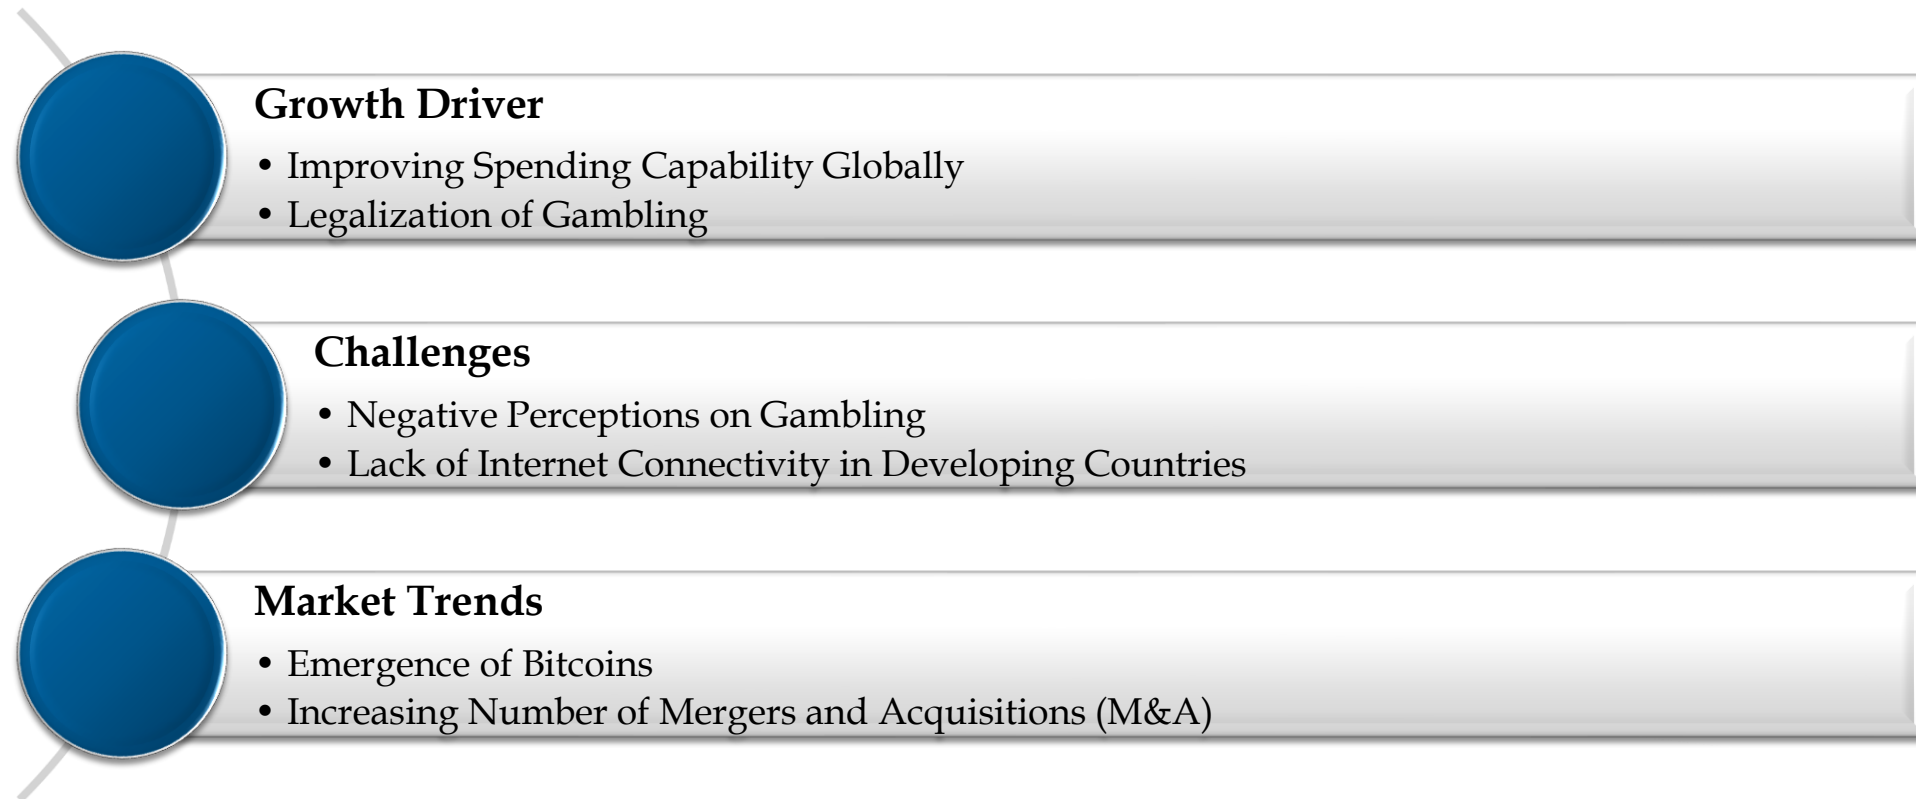 Growth Driver
• Improving Spending Capability Globally
• Legalization of Gambling
Challenges
• Negative Perceptions on Gambling
• Lack of Internet Connectivity in Developing Countries
Market Trends
• Emergence of Bitcoins
• Increasing Number of Mergers and Acquisitions (M&A)